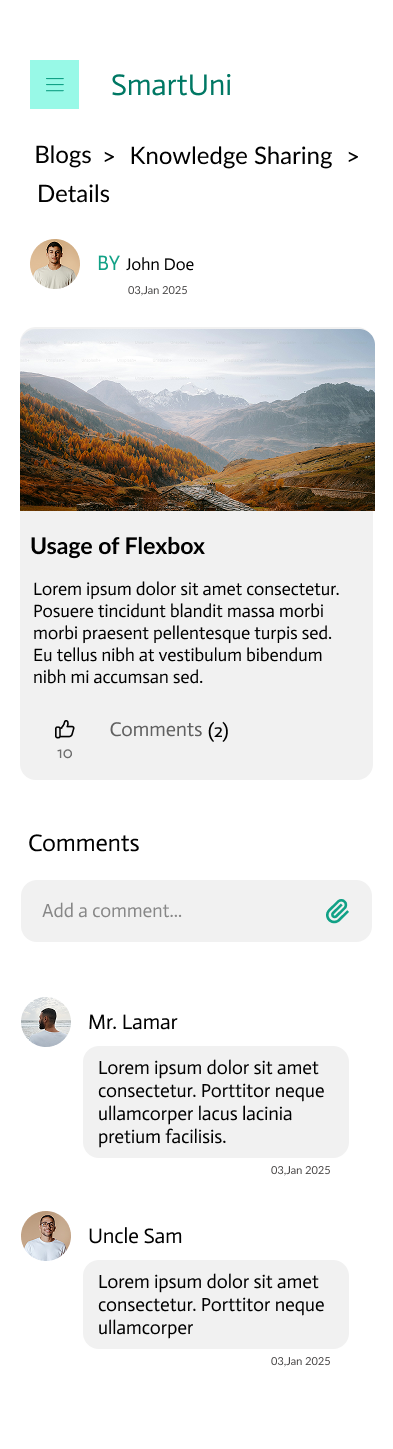 SmartUni
Blogs > Knowledge Sharing >
Details
BY John Doe
03,Jan 2025
Usage of Flexbox
Lorem ipsum dolor sit amet consectetur.
Posuere tincidunt blandit massa morbi
morbi praesent pellentesque turpis sed.
Eu tellus nibh at vestibulum bibendum
nibh mi accumsan sed.
Comments (2)
10
Comments
Add a comment...
Mr. Lamar
Lorem ipsum dolor sit amet
consectetur. Porttitor neque
ullamcorper lacus lacinia
pretium facilisis.
03,Jan 2025
Uncle Sam
Lorem ipsum dolor sit amet
consectetur. Porttitor neque
ullamcorper
03,Jan 2025